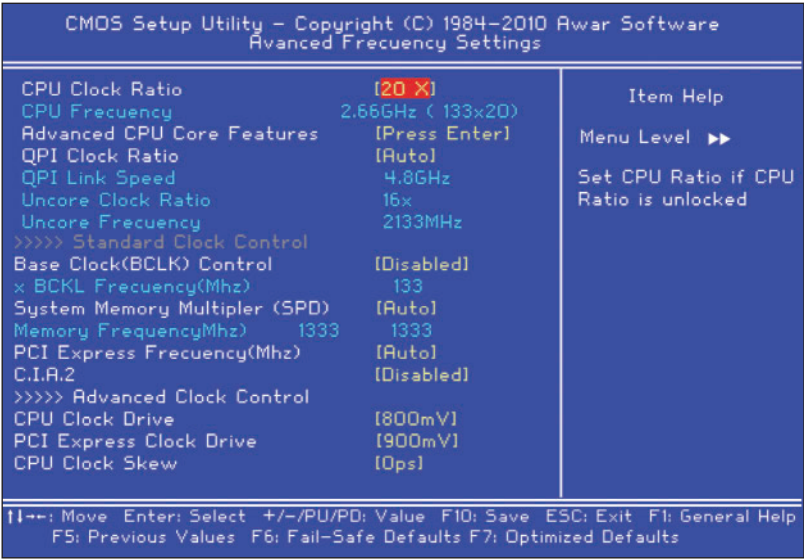 CMOS Setup Utility – Copyright (C) 1984-2010 Awar Software
Avanced Frecuency Settings
CPU Clock Ratio [20 X]
CPU Frecuency 2.66GHz ( 133x20)
Advanced CPU Core Features [Press Enter]
QPI Clock Ratio [Auto]
QPI Link Speed 4.8GHz
Uncore Clock Ratio 16x
Uncore Frecuency 2133MHz
>>>>> Standard Clock Control
Base Clock(BCLK) Control [Disabled]
x BCKL Frecuency(Mhz) 133
System Memory Multipler (SPD) [Auto]
Memory FrequencyMhz) 1333 1333
PCI Express Frecuency(Mhz) [Auto]
C.I.A.2 [Disabled]
>>>>> Advanced Clock Control
CPU Clock Drive [800mV]
PCI Express Clock Drive [900mV]
CPU Clock Skew [0ps]
Item Help
Menu Level ▶▶
Set CPU Ratio if CPU
Ratio is unlocked
↑↓→←: Move Enter: Select +/-/PU/PD: Value F10: Save ESC: Exit F1: General Help
F5: Previous Values F6: Fail-Safe Defaults F7: Optimized Defaults